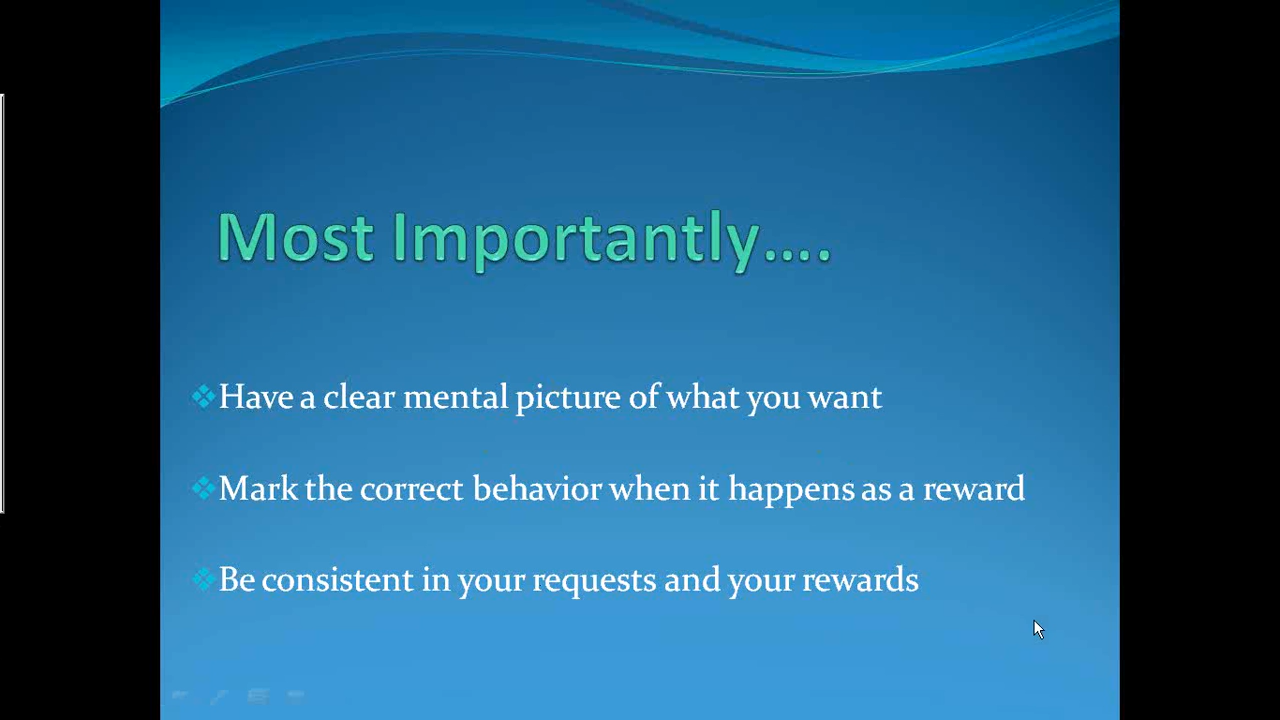 Most Importantly....
Have a clear mental picture of what you want
Mark the correct behavior when it happens as a reward
Be consistent in your requests and your rewards